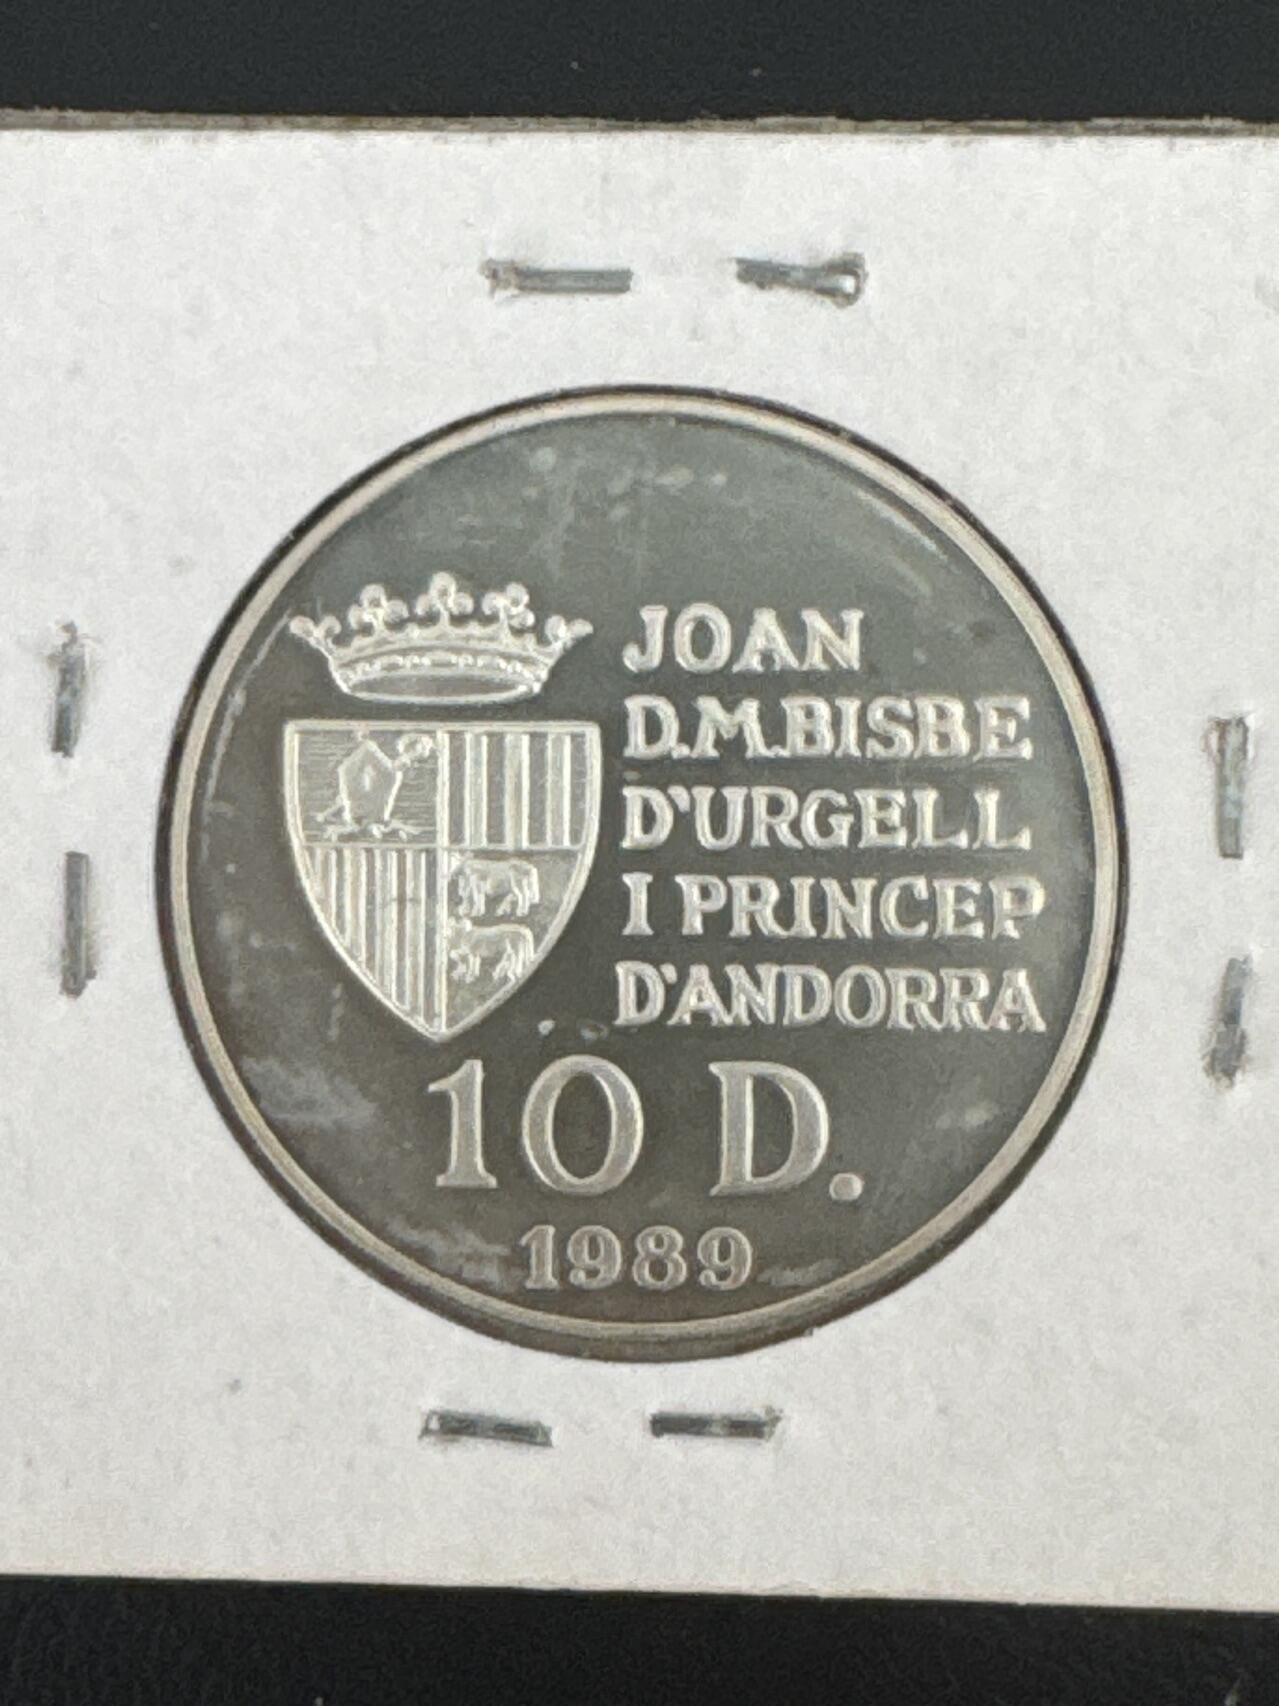 JOAN
D.M.BISBE
D'URGELL
I PRINCEP
D'ANDORRA
10 D.
1989